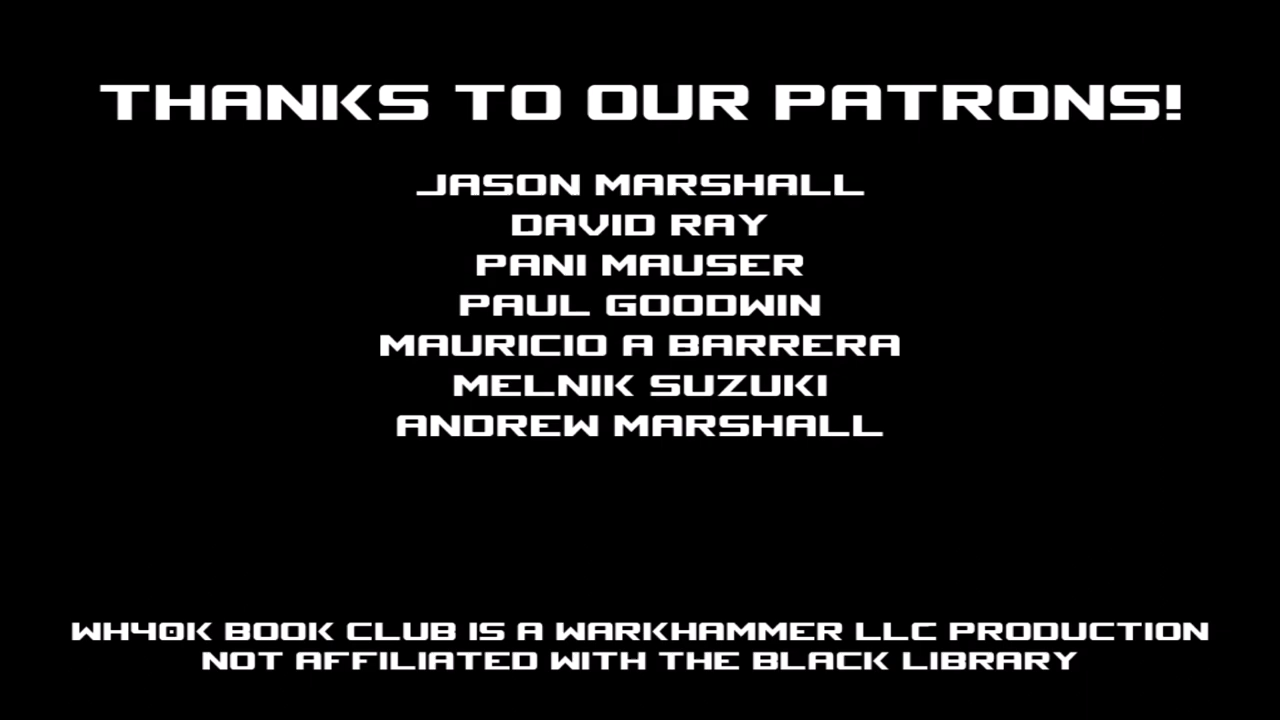 THANKS TO OUR PATRONS!
JASON MARSHALL
DAVID RAY
PANI MAUSER
PAUL GOODWIN
MAURICIO A BARRERA
MELNIK SUZUKI
ANDREW MARSHALL
WH40K BOOK CLUB IS A WARKHAMMER LLC PRODUCTION
NOT AFFILIATED WITH THE BLACK LIBRARY